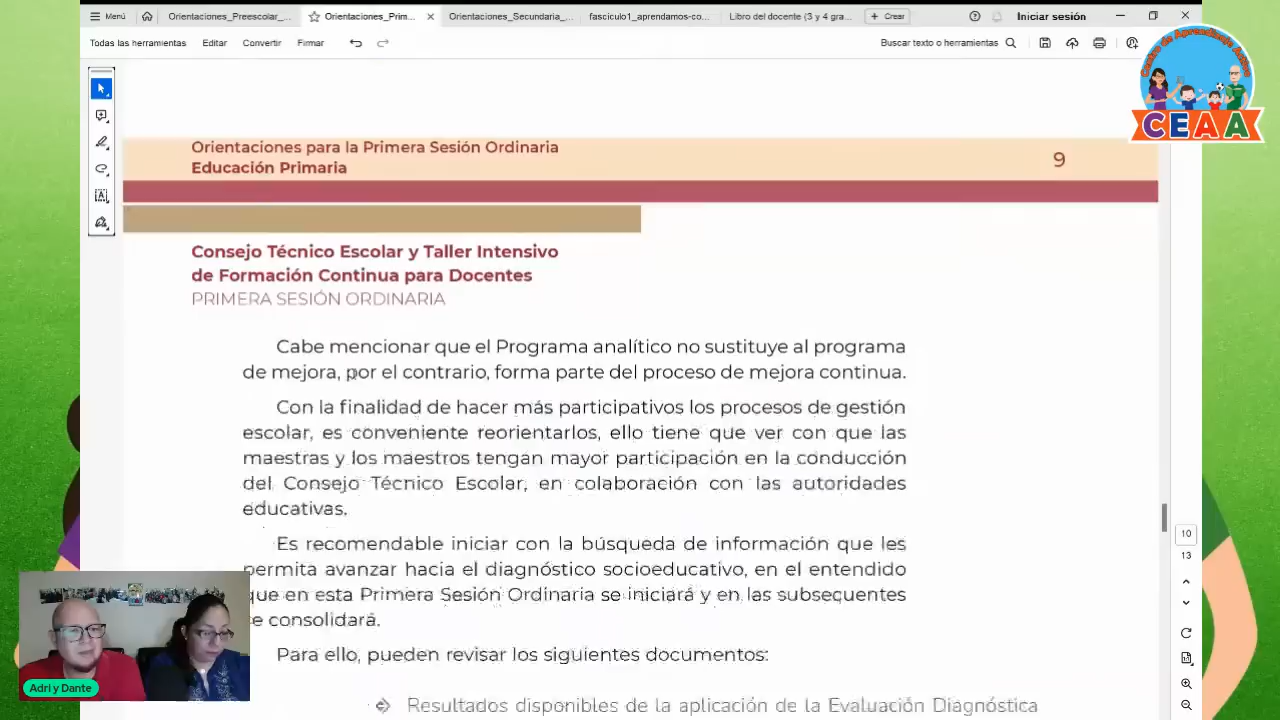 Menú
Orientaciones_Preescolar_...
Orientaciones_Prim...
Orientaciones_Secundaria_...
fascículo1_aprendamos-co...
Libro del docente (3 y 4 gra...
Crear
Iniciar sesión
Todas las herramientas
Editar
Convertir
Firmar
Buscar texto o herramientas
Centro de Aprendizaje Activo
CEAA
Orientaciones para la Primera Sesión Ordinaria
Educación Primaria
9
Consejo Técnico Escolar y Taller Intensivo
de Formación Continua para Docentes
PRIMERA SESIÓN ORDINARIA
Cabe mencionar que el Programa analítico no sustituye al programa
de mejora, por el contrario, forma parte del proceso de mejora continua.
Con la finalidad de hacer más participativos los procesos de gestión
escolar, es conveniente reorientarlos, ello tiene que ver con que las
maestras y los maestros tengan mayor participación en la conducción
del Consejo Técnico Escolar, en colaboración con las autoridades
educativas.
Es recomendable iniciar con la búsqueda de información que les
permita avanzar hacia el diagnóstico socioeducativo, en el entendido
que en esta Primera Sesión Ordinaria se iniciará y en las subsequentes
e consolidará.
Para ello, pueden revisar los siguientes documentos:
Resultados disponibles de la aplicación de la Evaluación Diagnóstica
10
13
Adri y Dante